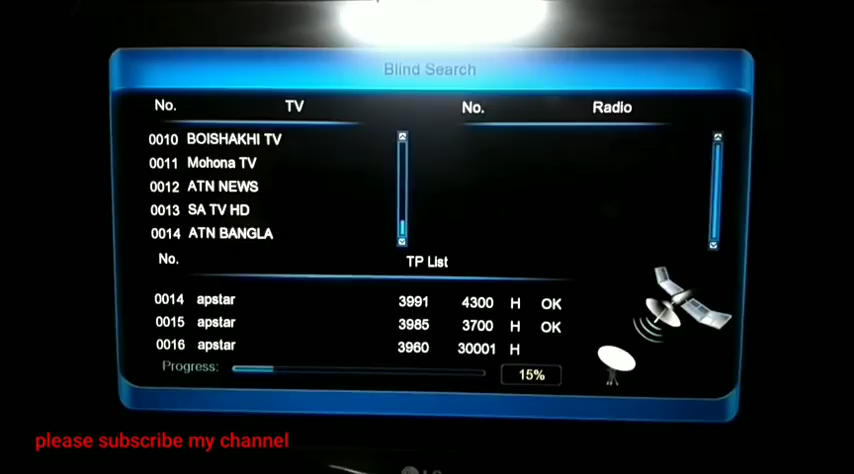 Blind Search
No. TV No. Radio
0010 BOISHAKHI TV
0011 Mohona TV
0012 ATN NEWS
0013 SA TV HD
0014 ATN BANGLA
No. TP List
0014 apstar 3991 4300 H OK
0015 apstar 3985 3700 H OK
0016 apstar 3960 30001 H
Progress: 15%
please subscribe my channel